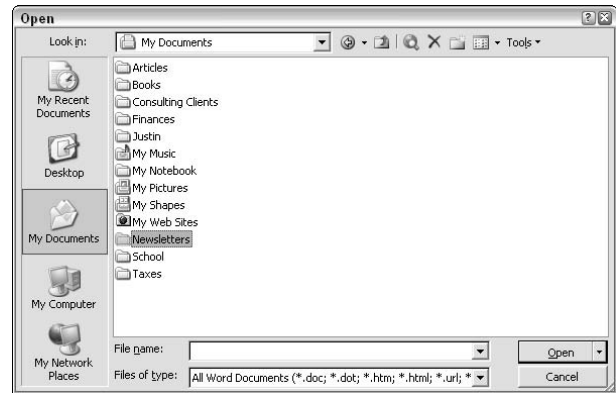 Open
Look in: My Documents Tools
Articles
Books
Consulting Clients
Finances
Justin
My Music
My Notebook
My Pictures
My Shapes
My Web Sites
Newsletters
School
Taxes
My Recent
Documents
Desktop
My Documents
My Computer
My Network
Places
File name:
Open
Files of type: All Word Documents (*.doc; *.dot; *.htm; *.html; *.url; *
Cancel